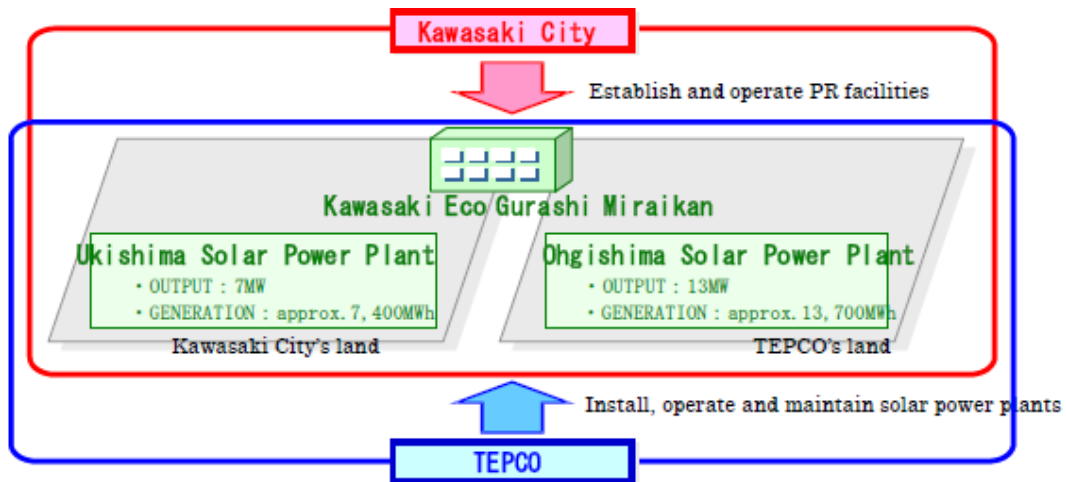 Kawasaki City
Establish and operate PR facilities
Kawasaki Eco Gurashi Miraikan
Ukishima Solar Power Plant
・OUTPUT : 7MW
・GENERATION : approx. 7,400MWh
Kawasaki City's land
Ohgishima Solar Power Plant
・OUTPUT : 13MW
・GENERATION : approx. 13,700MWh
TEPCO's land
Install, operate and maintain solar power plants
TEPCO